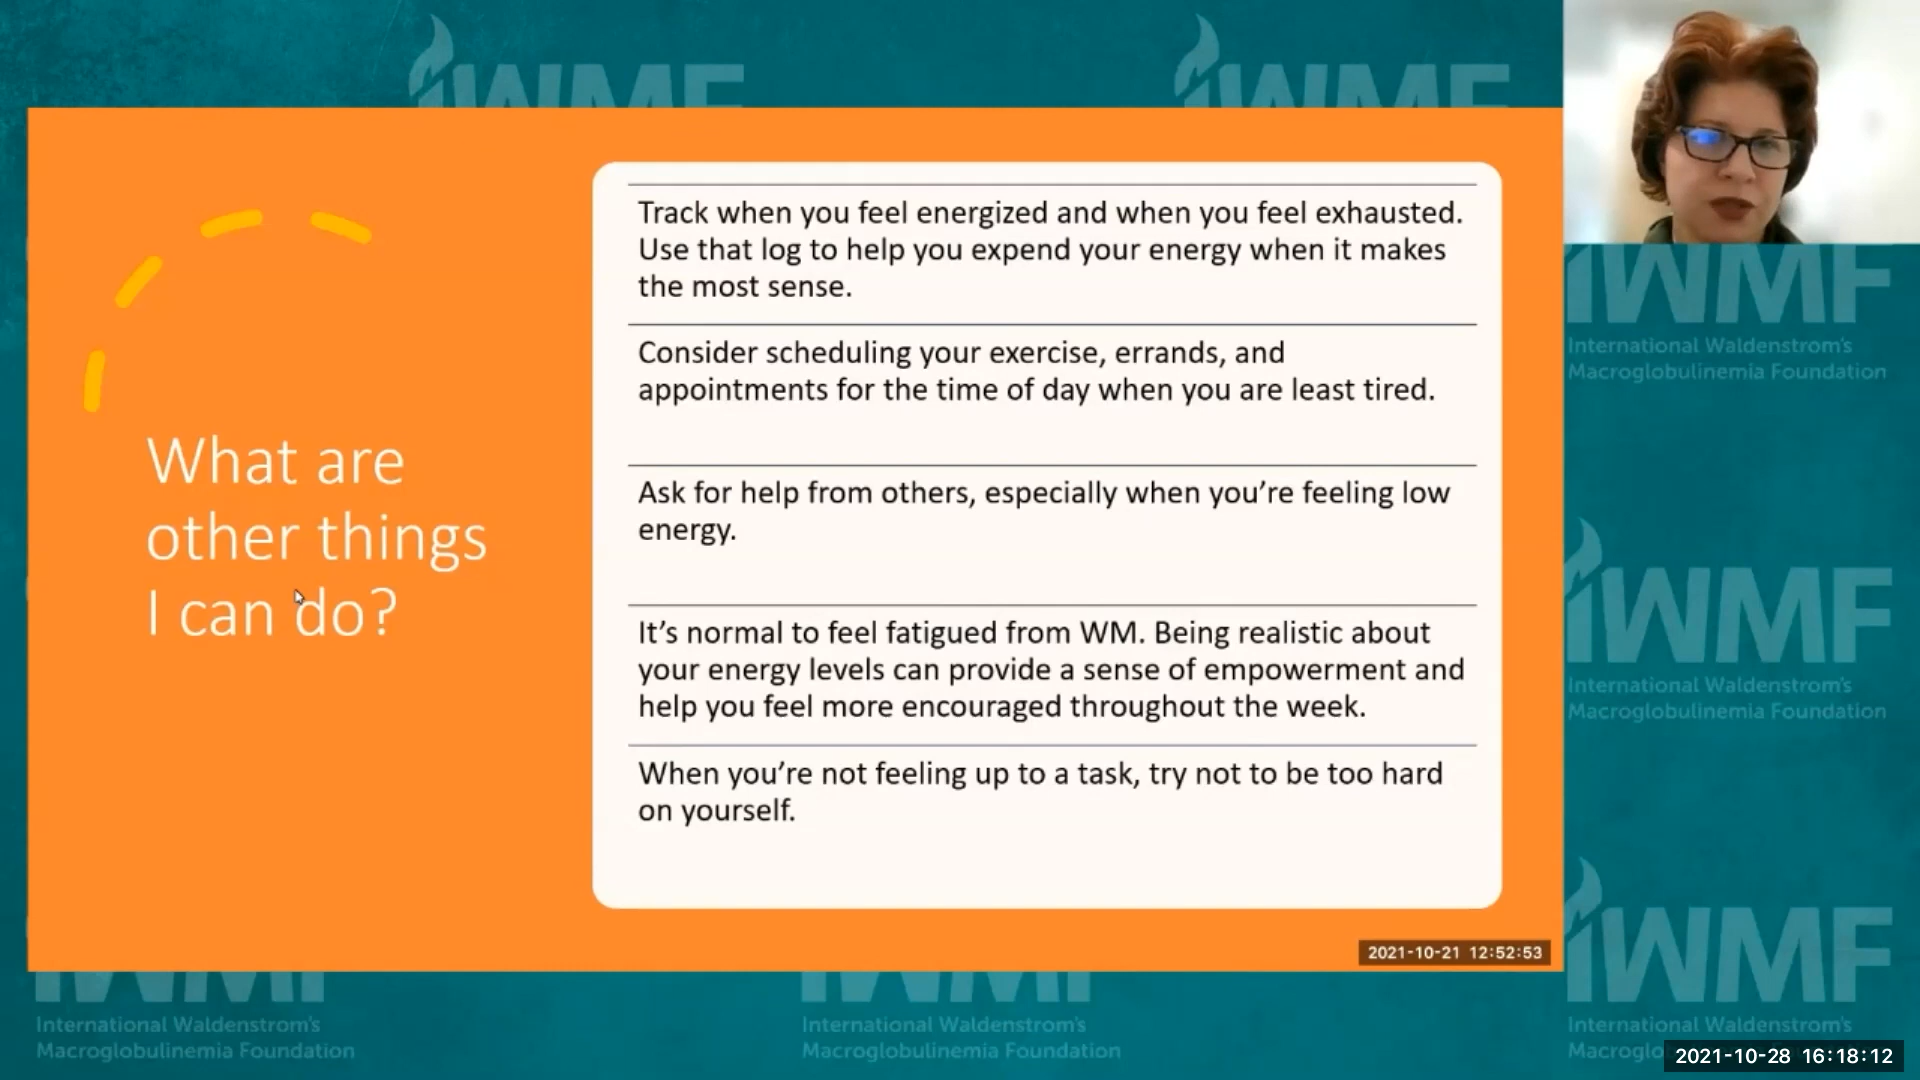 IWMF
IWMF
What are
other things
I can do?
Track when you feel energized and when you feel exhausted.
Use that log to help you expend your energy when it makes
the most sense.
Consider scheduling your exercise, errands, and
appointments for the time of day when you are least tired.
Ask for help from others, especially when you’re feeling low
energy.
It’s normal to feel fatigued from WM. Being realistic about
your energy levels can provide a sense of empowerment and
help you feel more encouraged throughout the week.
When you’re not feeling up to a task, try not to be too hard
on yourself.
2021-10-21 12:52:53
IWMF
International Waldenstrom's
Macroglobulinemia Foundation
IWMF
International Waldenstrom's
Macroglobulinemia Foundation
IWMF
International Waldenstrom's
Macroglo
IWMF
International Waldenstrom's
Macroglobulinemia Foundation
IWMF
International Waldenstrom's
Macroglobulinemia Foundation
2021-10-28 16:18:12